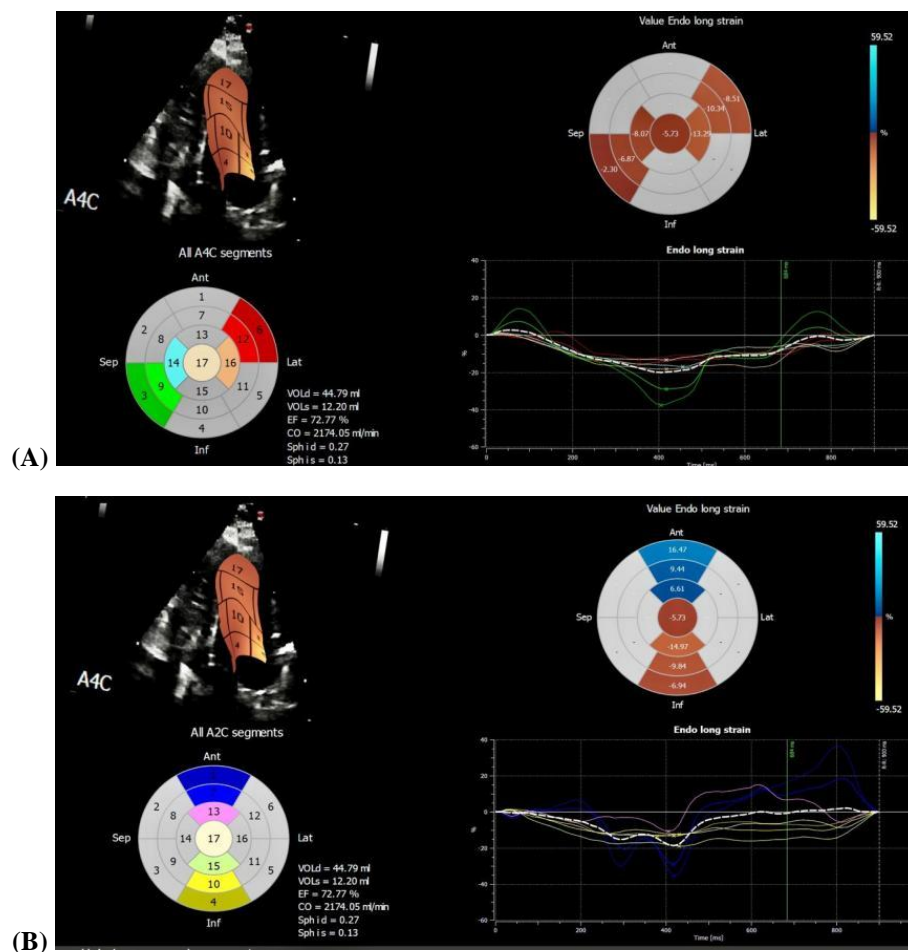 Value Endo long strain
Ant
59.52
-8.51
-10.34
Sep
-8.07
-5.73
-13.29
Lat
%
-6.87
-2.30
Inf
-59.52
17
15
10
4
A4C
All A4C segments
Ant
1
7
2
8
13
6
12
Sep
14
17
16
Lat
3
9
15
11
5
10
4
Inf
VOLd = 44.79 ml
VOLs = 12.20 ml
EF = 72.77 %
CO = 2174.05 ml/min
Sph i d = 0.27
Sph i s = 0.13
Endo long strain
40
20
0
%
-20
-40
-60
0
200
400
600
800
Time [ms]
(A)
Value Endo long strain
Ant
59.52
16.47
9.44
6.61
Sep
-5.73
Lat
%
-14.97
-9.84
-6.94
Inf
-59.52
17
15
10
4
A4C
All A2C segments
Ant
2
8
13
6
12
Sep
14
17
16
Lat
3
9
15
11
5
10
4
Inf
VOLd = 44.79 ml
VOLs = 12.20 ml
EF = 72.77 %
CO = 2174.05 ml/min
Sph i d = 0.27
Sph i s = 0.13
Endo long strain
40
20
0
%
-20
-40
-60
0
200
400
600
800
Time [ms]
(B)